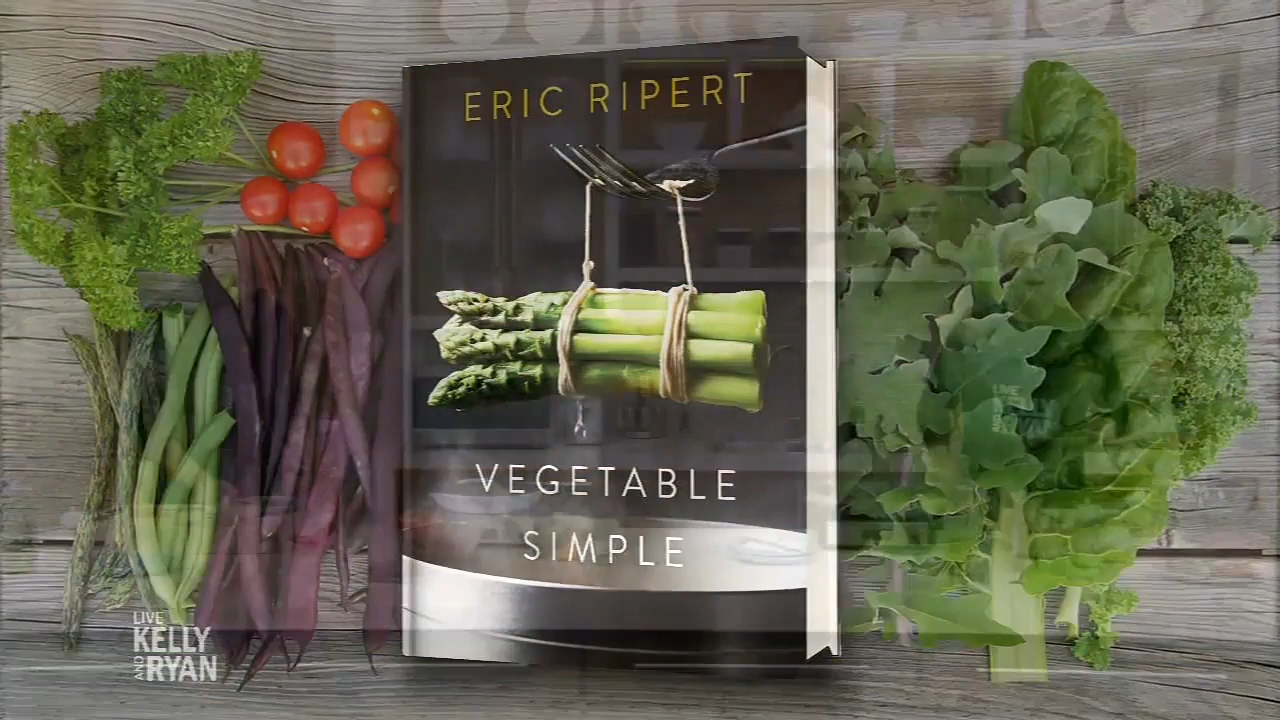 ERIC RIPERT
VEGETABLE
SIMPLE
LIVE
KELLY
AND RYAN